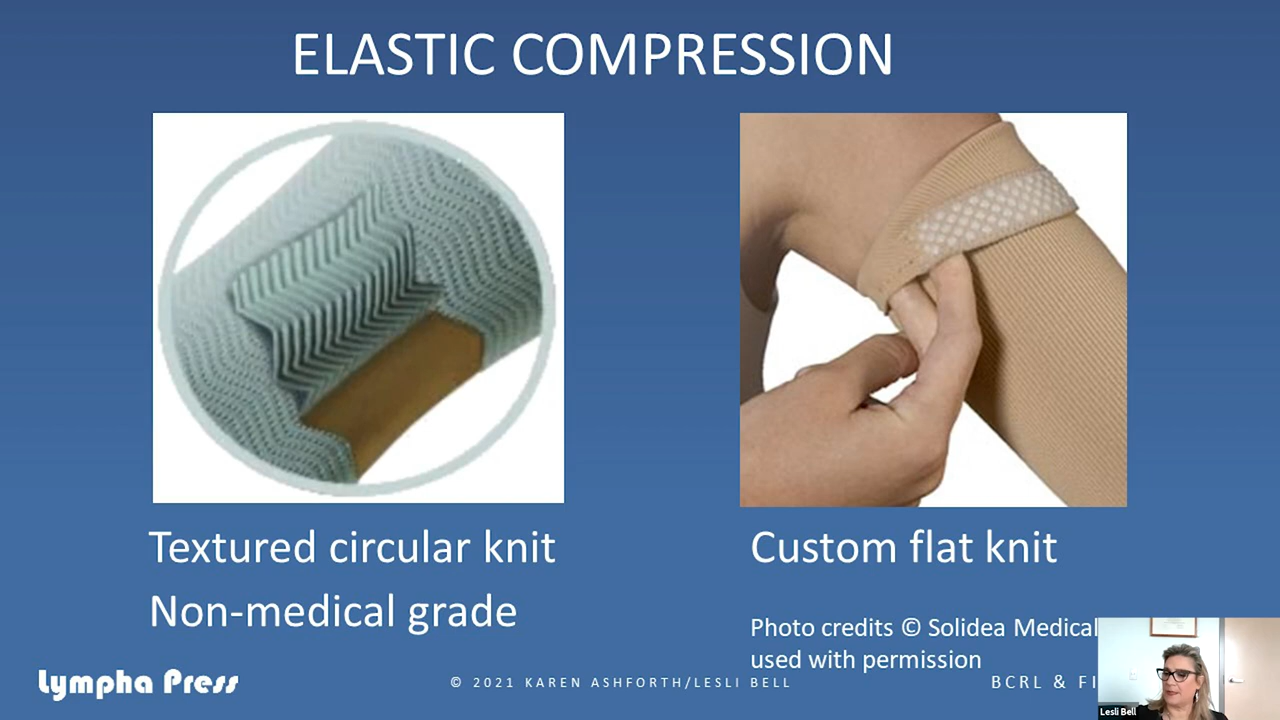 ELASTIC COMPRESSION
Textured circular knit
Non-medical grade
Custom flat knit
Photo credits © Solidea Medical
used with permission
Lympha Press
© 2021 KAREN ASHFORTH/LESLI BELL
BCRL &
Lesli Bell